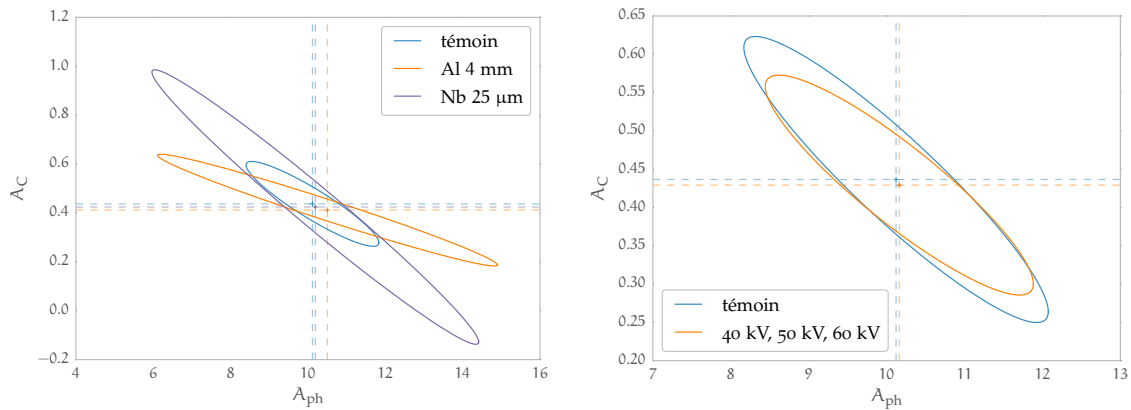 1.2
1.0
0.8
0.6
0.4
0.2
0.0
−0.2
A_C
témoin
Al 4 mm
Nb 25 µm
4 6 8 10 12 14 16
A_ph
0.65
0.60
0.55
0.50
0.45
0.40
0.35
0.30
0.25
0.20
A_C
témoin
40 kV, 50 kV, 60 kV
7 8 9 10 11 12 13
A_ph